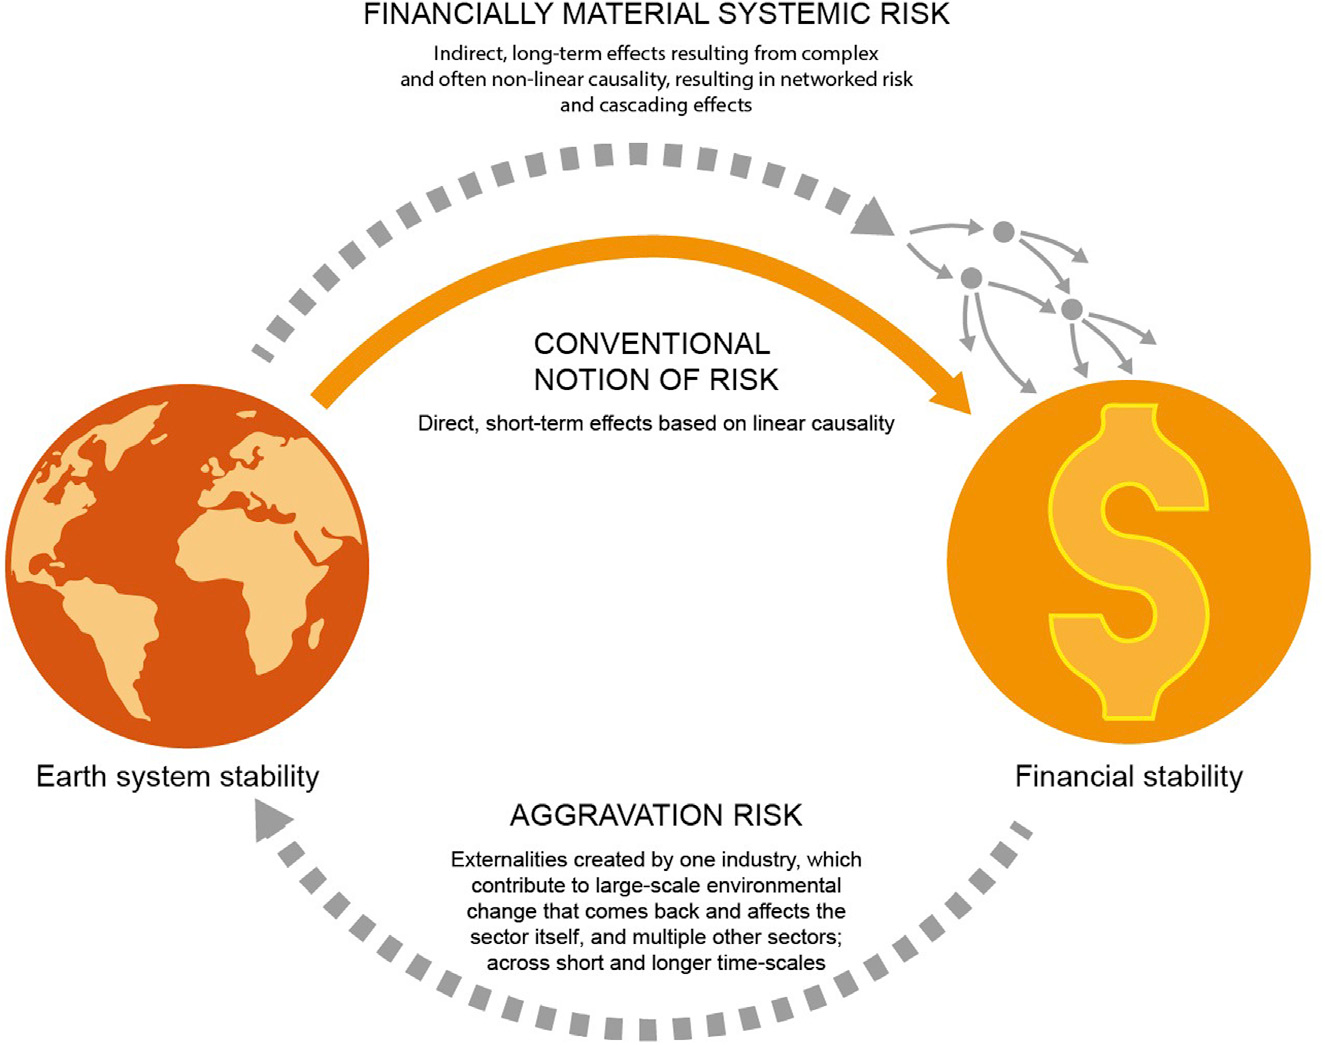 FINANCIALLY MATERIAL SYSTEMIC RISK
Indirect, long-term effects resulting from complex
and often non-linear causality, resulting in networked risk
and cascading effects
CONVENTIONAL
NOTION OF RISK
Direct, short-term effects based on linear causality
$
Earth system stability
Financial stability
AGGRAVATION RISK
Externalities created by one industry, which
contribute to large-scale environmental
change that comes back and affects the
sector itself, and multiple other sectors;
across short and longer time-scales